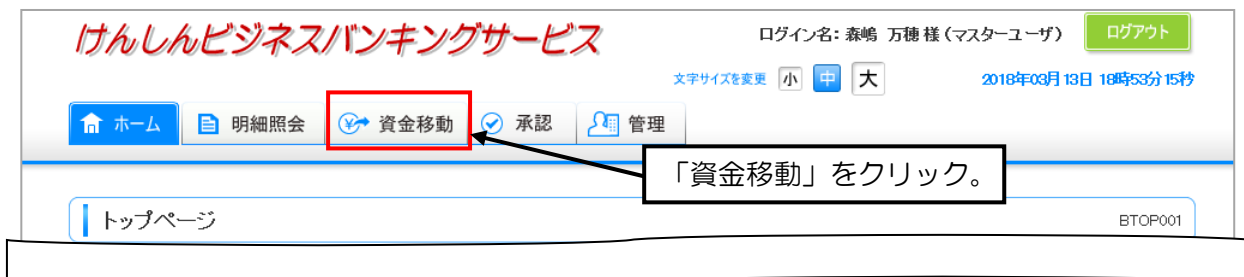 けんしんビジネスバンキングサービス
ログイン名: 森嶋 万穂 様 (マスターユーザ)
ログアウト
文字サイズを変更 小 中 大
2018年03月13日 18時53分15秒
ホーム 明細照会 資金移動 承認 管理
「資金移動」をクリック。
トップページ
BTOP001